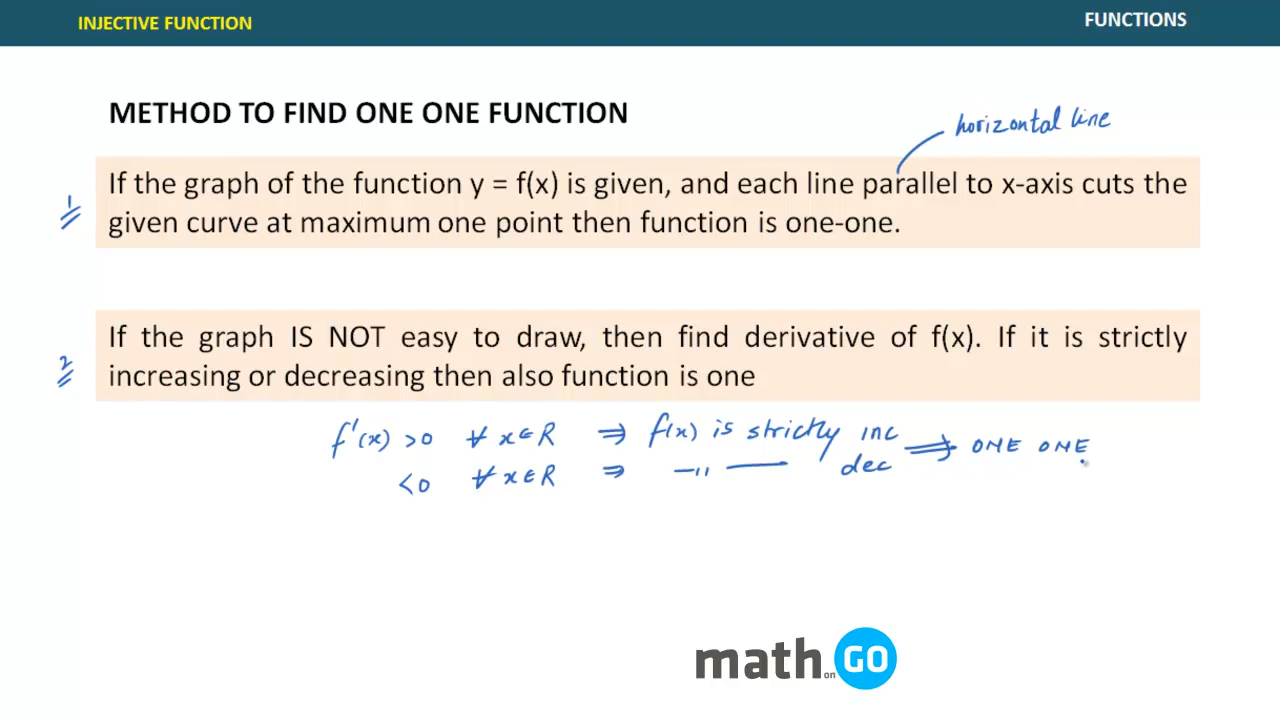 INJECTIVE FUNCTION
FUNCTIONS
METHOD TO FIND ONE ONE FUNCTION
horizontal line
1
If the graph of the function y = f(x) is given, and each line parallel to x-axis cuts the
given curve at maximum one point then function is one-one.
2
If the graph IS NOT easy to draw, then find derivative of f(x). If it is strictly
increasing or decreasing then also function is one
f'(x) >0 ∀ x∈R ⇒ f(x) is strictly inc ⇒ ONE ONE
<0 ∀ x∈R ⇒ —〃— dec
math on GO